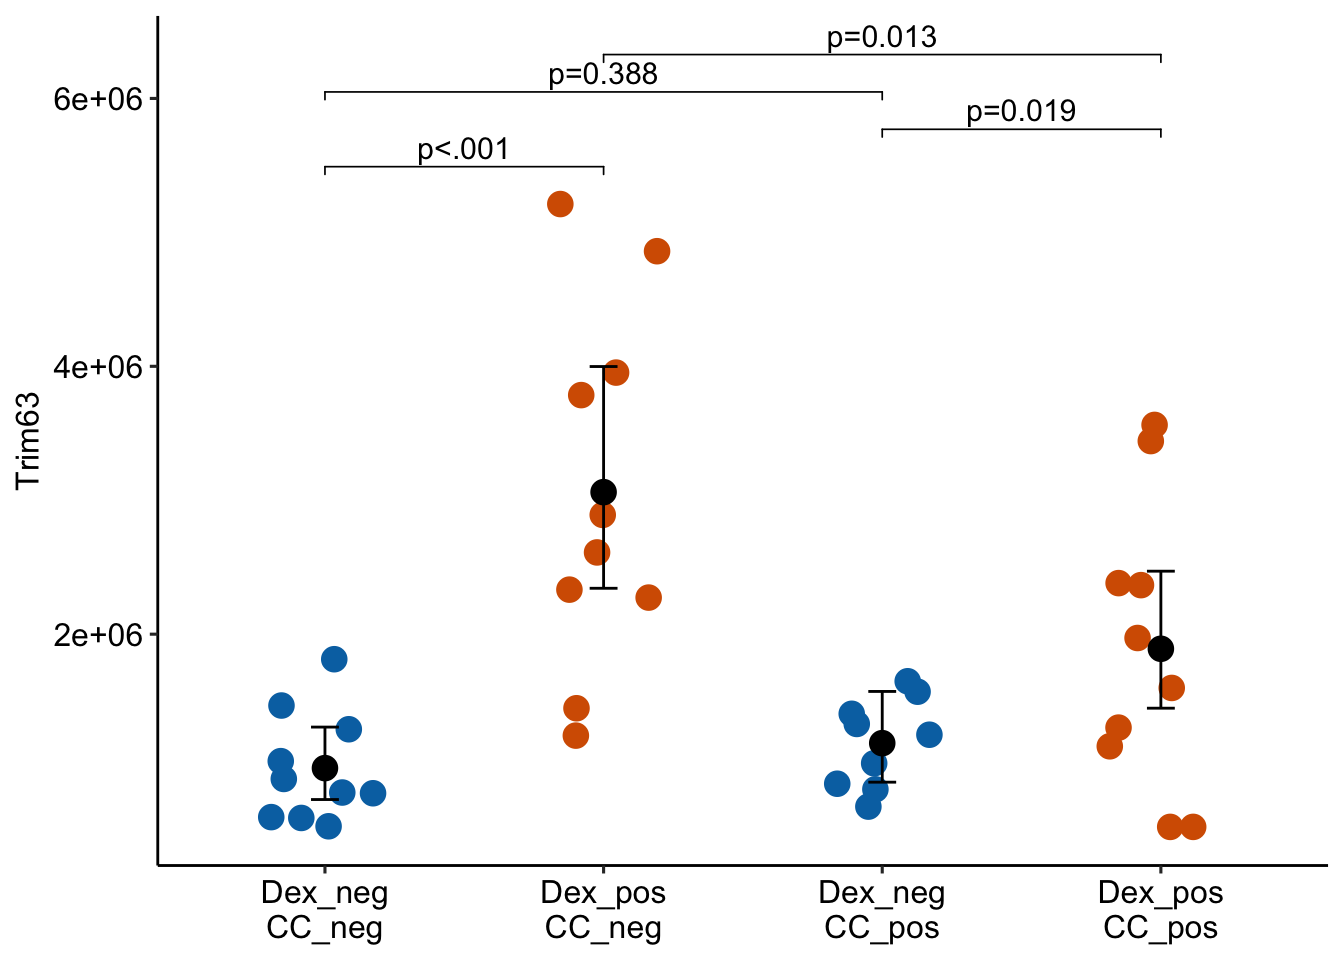 p=0.013
p=0.388
p=0.019
p<.001
6e+06
4e+06
2e+06
Trim63
Dex_neg
CC_neg
Dex_pos
CC_neg
Dex_neg
CC_pos
Dex_pos
CC_pos